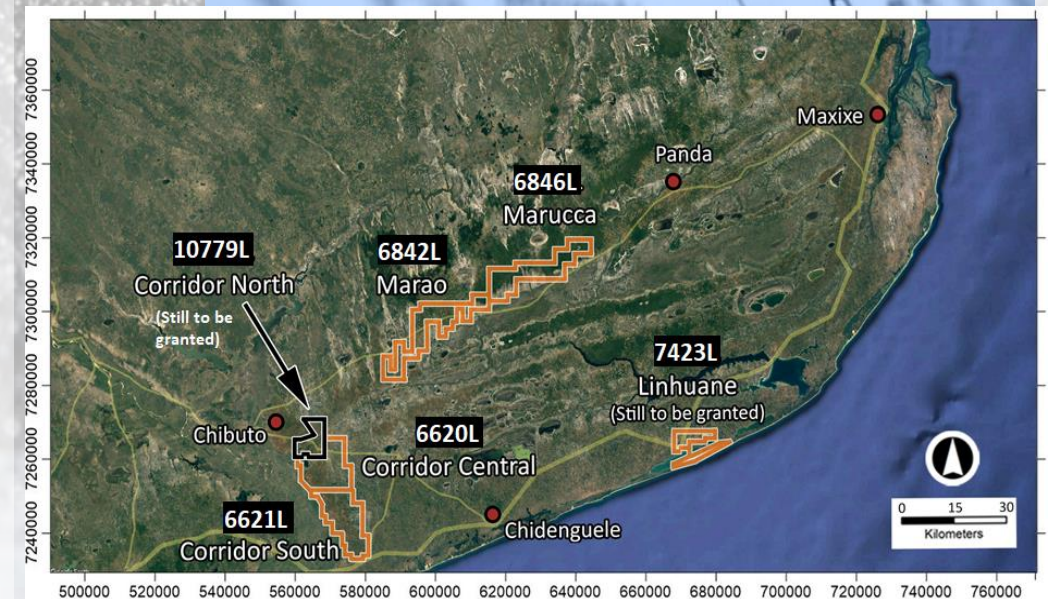 Maxixe
Panda
6846L
Marucca
10779L
Corridor North
(Still to be
granted)
6842L
Marao
7423L
Linhuane
(Still to be granted)
Chibuto
6620L
Corridor Central
6621L
Corridor South
Chidenguele
0 15 30
Kilometers
7360000
7340000
7320000
7300000
7280000
7260000
7240000
500000 520000 540000 560000 580000 600000 620000 640000 660000 680000 700000 720000 740000 760000